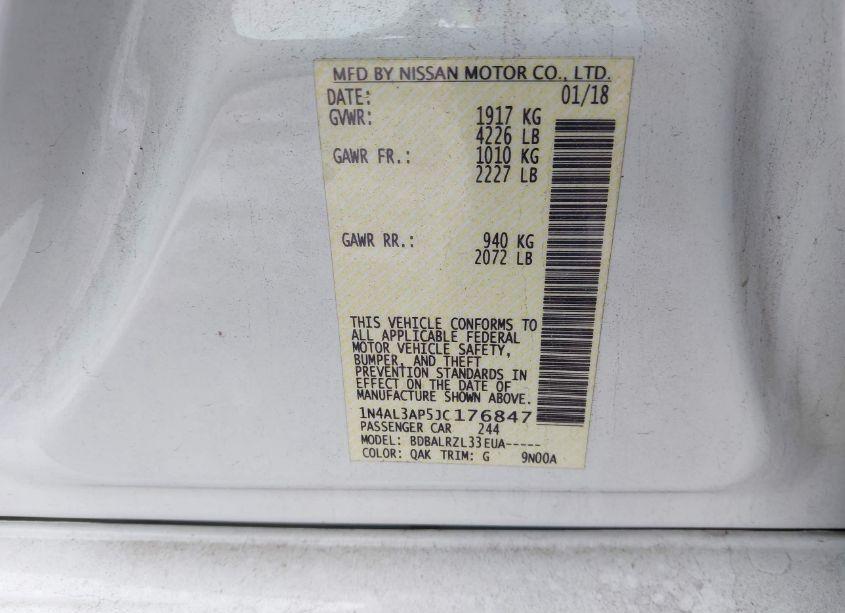 MFD BY NISSAN MOTOR CO., LTD.
DATE: 01/18
GVWR: 1917 KG
4226 LB
GAWR FR.: 1010 KG
2227 LB
GAWR RR.: 940 KG
2072 LB
THIS VEHICLE CONFORMS TO
ALL APPLICABLE FEDERAL
MOTOR VEHICLE SAFETY,
BUMPER, AND THEFT
PREVENTION STANDARDS IN
EFFECT ON THE DATE OF
MANUFACTURE SHOWN ABOVE.
1N4AL3AP5JC176847
PASSENGER CAR 244
MODEL: BDBALRZL33EUA-----
COLOR: QAK TRIM: G 9N00A